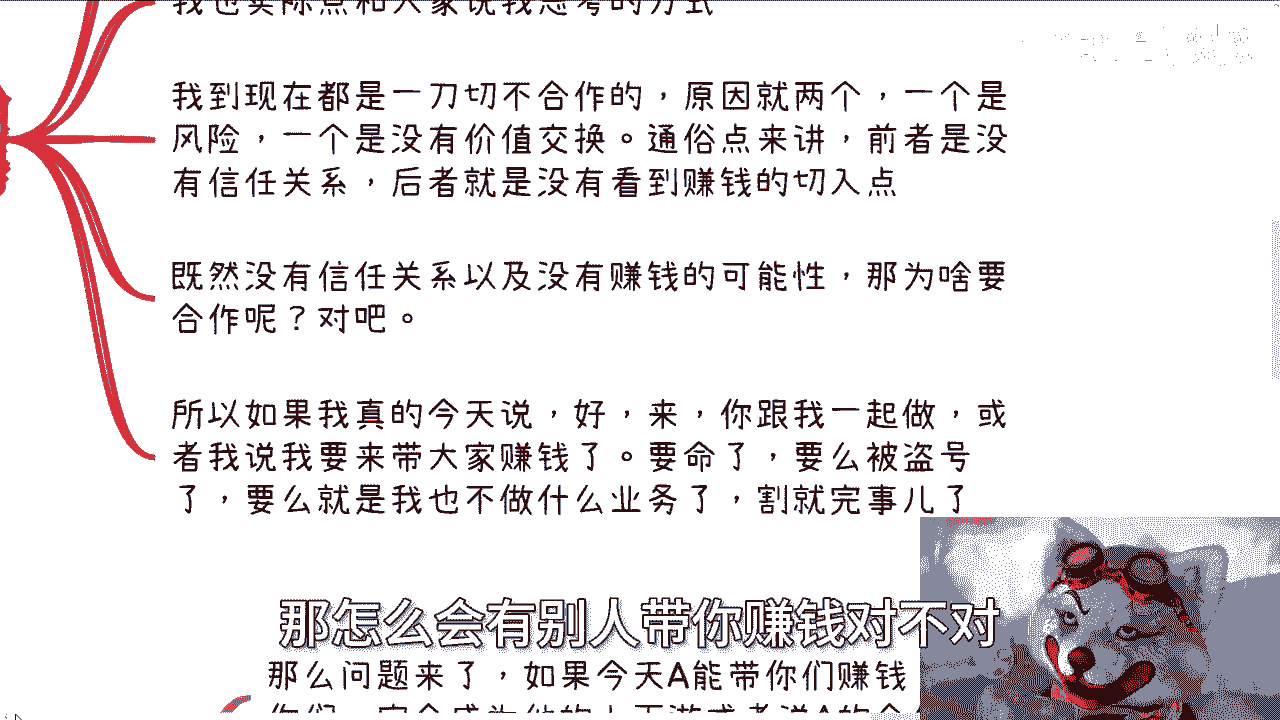 我也实际点和大家说我思考的方式
我到现在都是一刀切不合作的，原因就两个，一个是
风险，一个是没有价值交换。通俗点来讲，前者是没
有信任关系，后者就是没有看到赚钱的切入点
既然没有信任关系以及没有赚钱的可能性，那为啥要
合作呢？对吧。
所以如果我真的今天说，好，来，你跟我一起做，或
者我说我要来带大家赚钱了。要命了，要么被盗号
了，要么就是我也不做什么业务了，割就完事儿了
那怎么会有别人带你赚钱对不对
那么问题来了，如果今天A能带你们赚钱